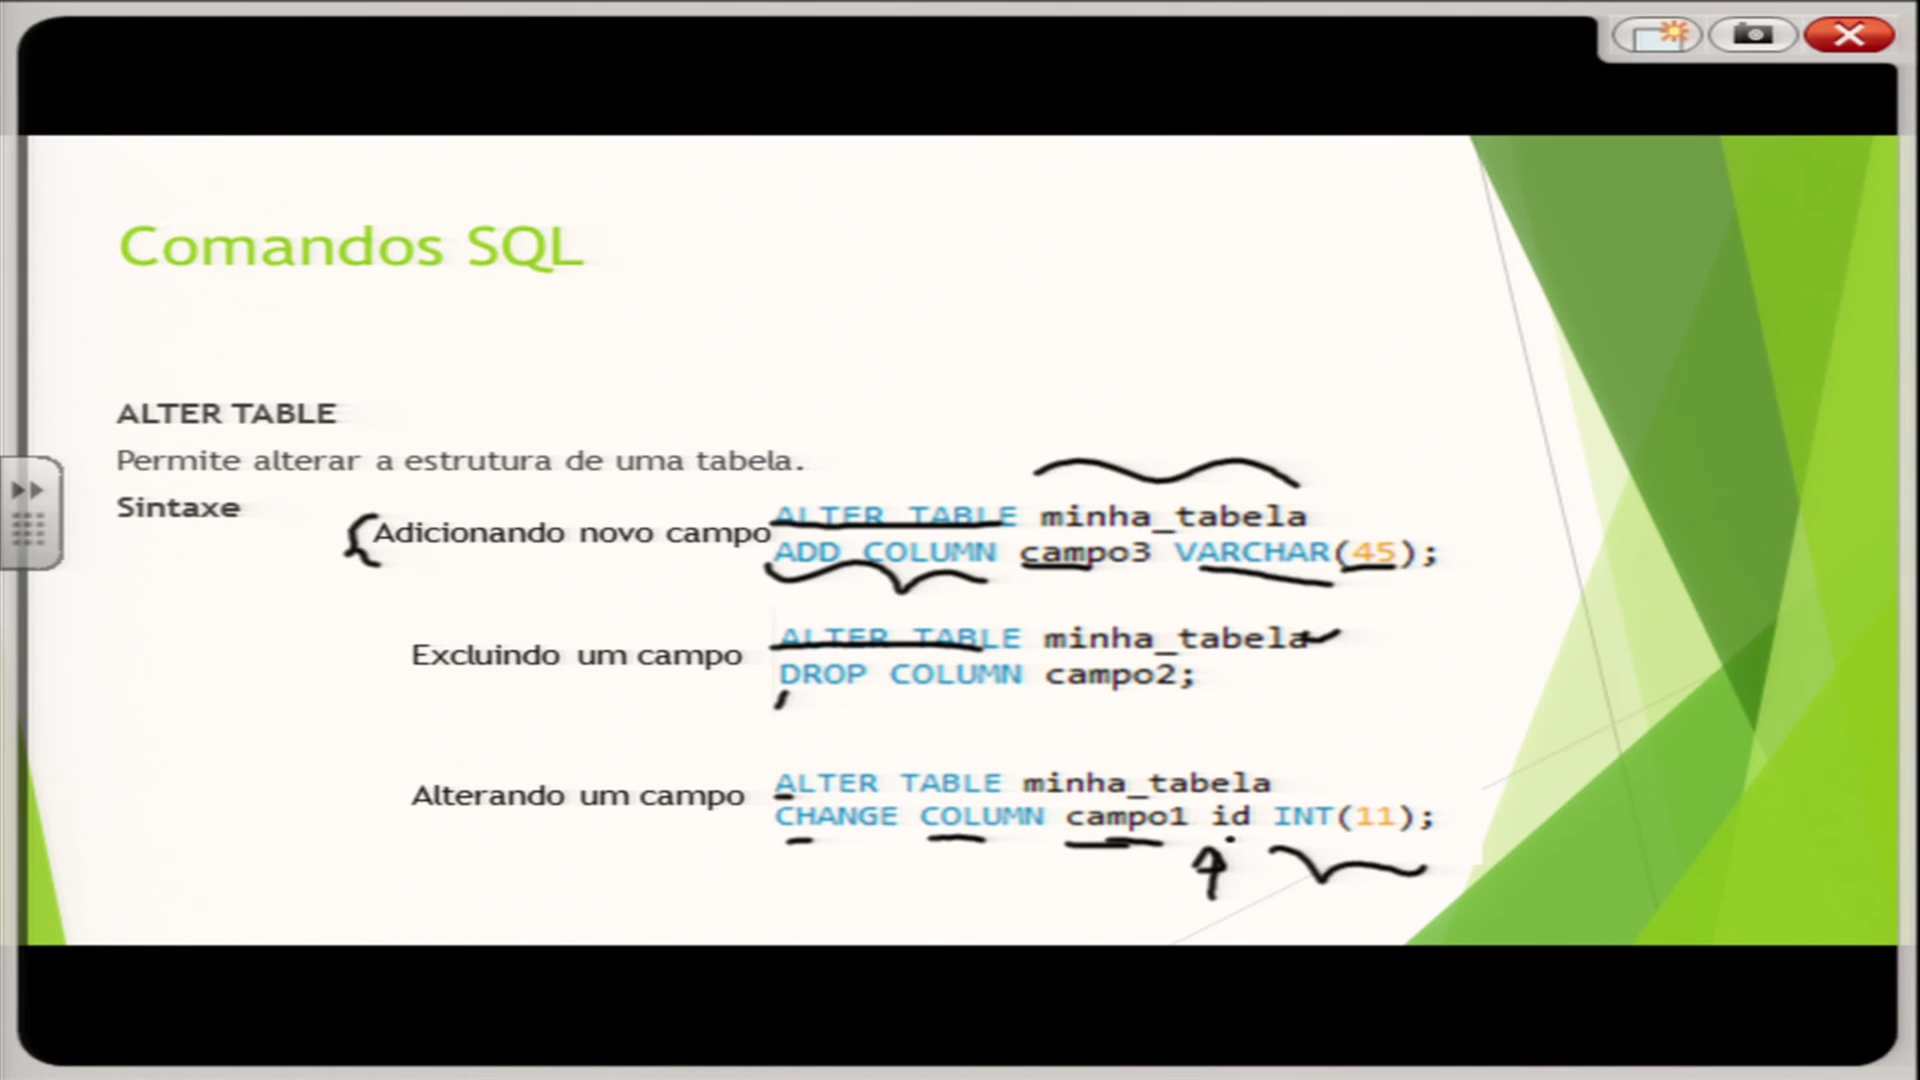 Comandos SQL
ALTER TABLE
Permite alterar a estrutura de uma tabela.
Sintaxe
Adicionando novo campo
ALTER TABLE minha_tabela
ADD COLUMN campo3 VARCHAR(45);
Excluindo um campo
ALTER TABLE minha_tabela
DROP COLUMN campo2;
Alterando um campo
ALTER TABLE minha_tabela
CHANGE COLUMN campo1 id INT(11);